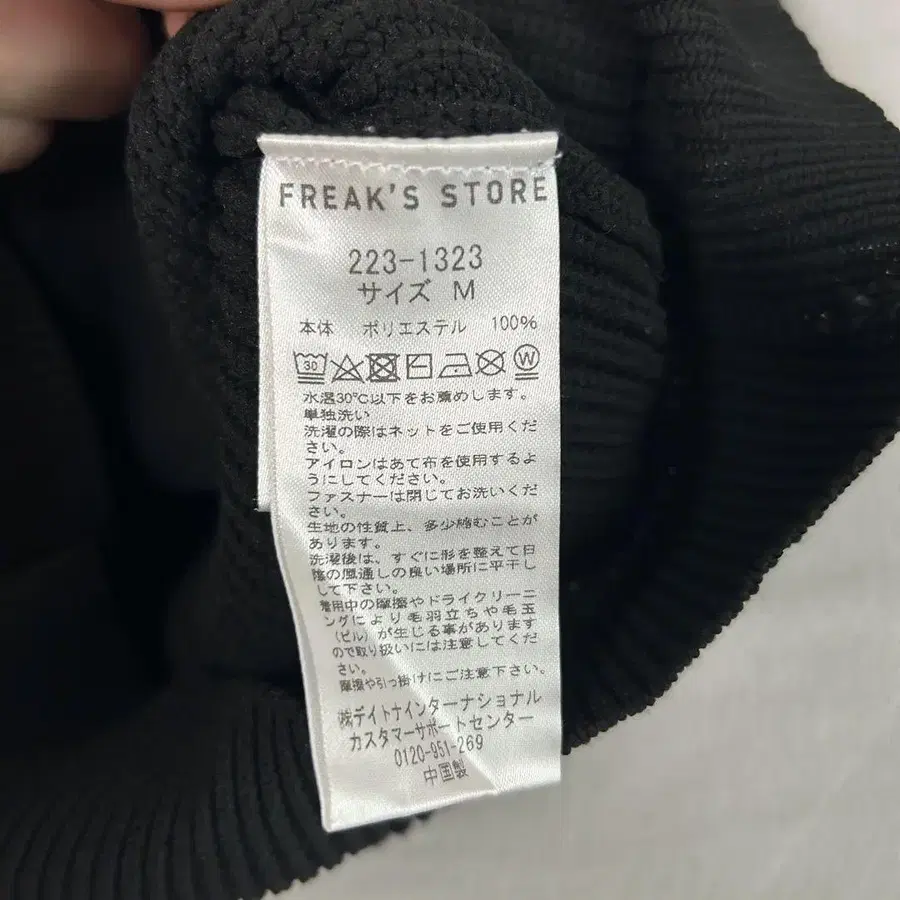 FREAK'S STORE
223-1323
サイズ M
本体 ポリエステル 100%
30 W
水温30℃以下をお薦めします。
単独洗い
洗濯の際はネットをご使用くだ
さい。
アイロンはあて布を使用するよ
うにしてください。
ファスナーは閉じてお洗いくだ
さい。
生地の性質上、多少縮むことが
あります。
洗濯後は、すぐに形を整えて日
陰の風通しの良い場所に平干し
して下さい。
着用中の摩擦やドライクリーニ
ングにより毛羽立ちや毛玉
(ピル)が生じる事があります
ので取り扱いには注意してくだ
さい。
摩擦や引っ掛けにご注意下さい。
㈱デイトナインターナショナル
カスタマーサポートセンター
0120-951-269
中国製